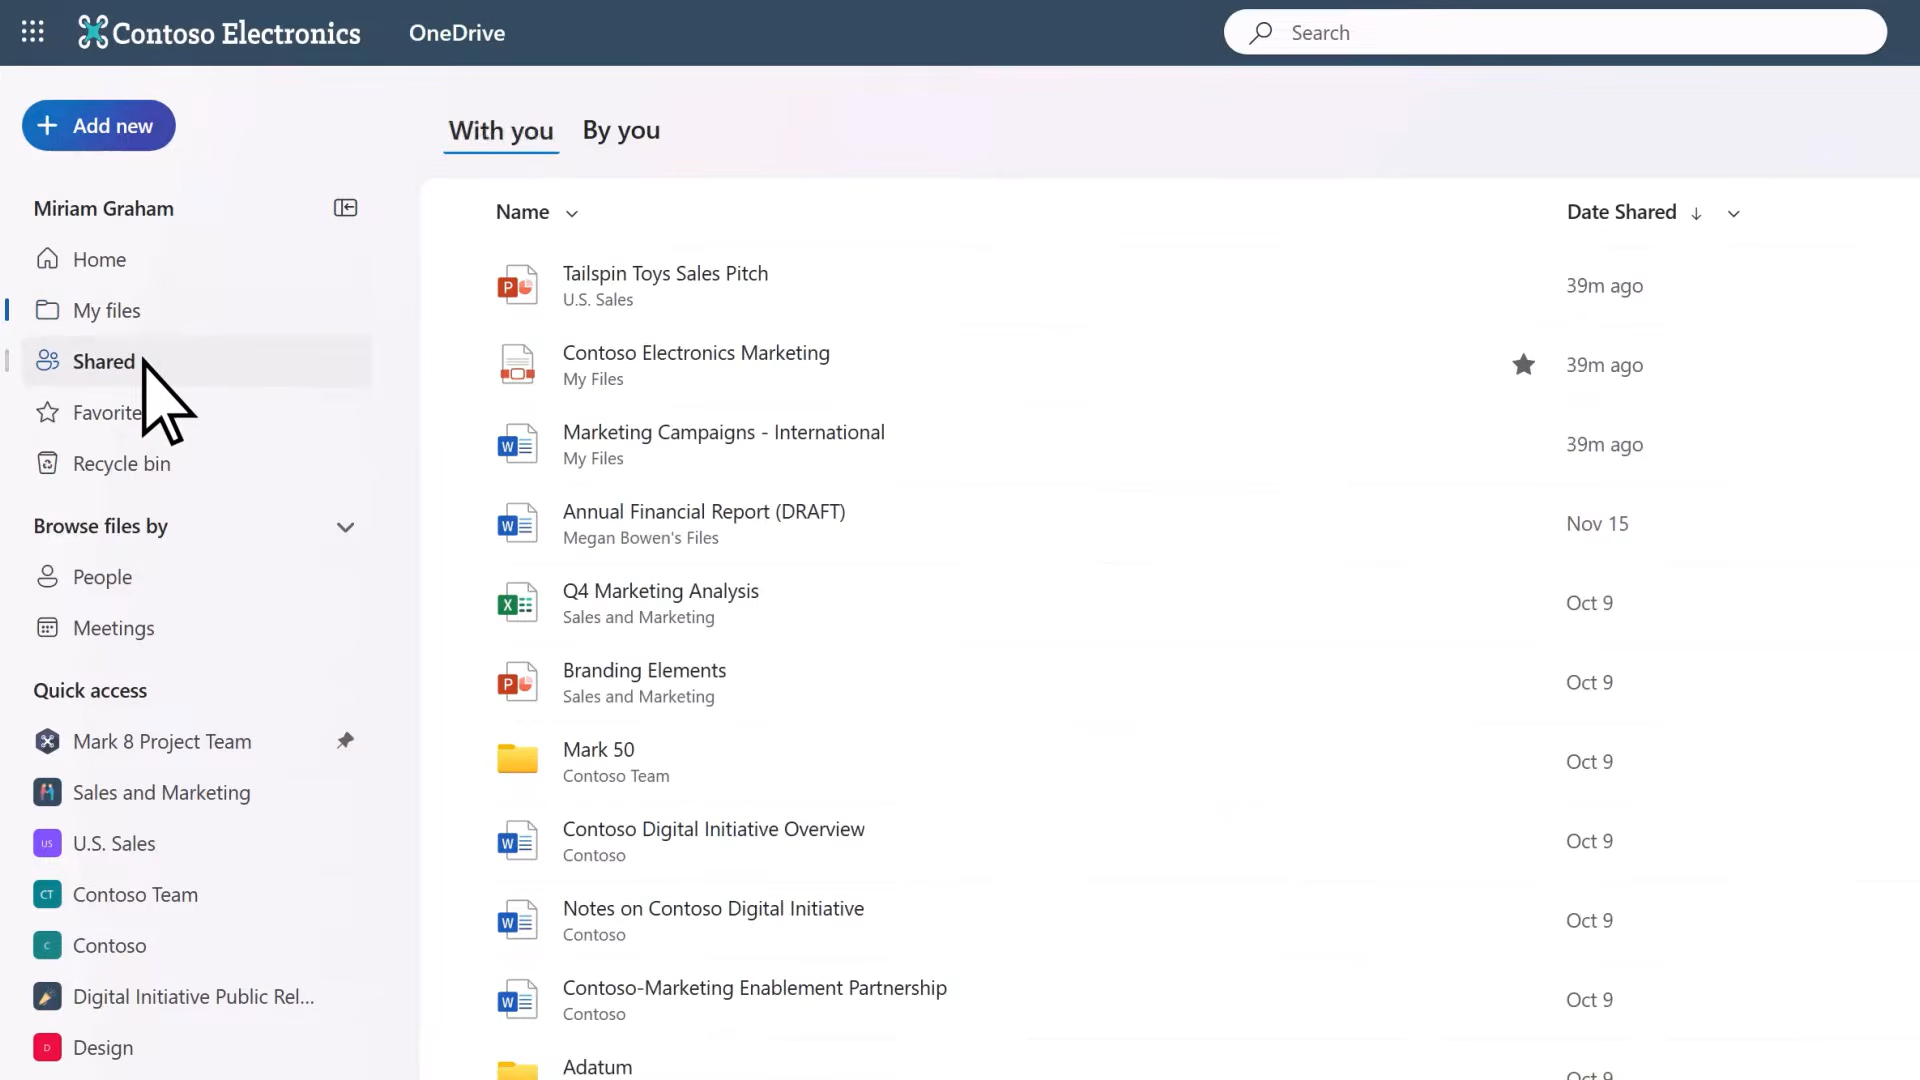 Contoso Electronics
OneDrive
Search
Add new
With you
By you
Miriam Graham
Home
My files
Shared
Favorite
Recycle bin
Browse files by
People
Meetings
Quick access
Mark 8 Project Team
Sales and Marketing
US
U.S. Sales
CT
Contoso Team
C
Contoso
Digital Initiative Public Rel...
D
Design
Name
Date Shared
Tailspin Toys Sales Pitch
U.S. Sales
39m ago
Contoso Electronics Marketing
My Files
39m ago
Marketing Campaigns - International
My Files
39m ago
Annual Financial Report (DRAFT)
Megan Bowen's Files
Nov 15
Q4 Marketing Analysis
Sales and Marketing
Oct 9
Branding Elements
Sales and Marketing
Oct 9
Mark 50
Contoso Team
Oct 9
Contoso Digital Initiative Overview
Contoso
Oct 9
Notes on Contoso Digital Initiative
Contoso
Oct 9
Contoso-Marketing Enablement Partnership
Contoso
Oct 9
Adatum
Oct 9